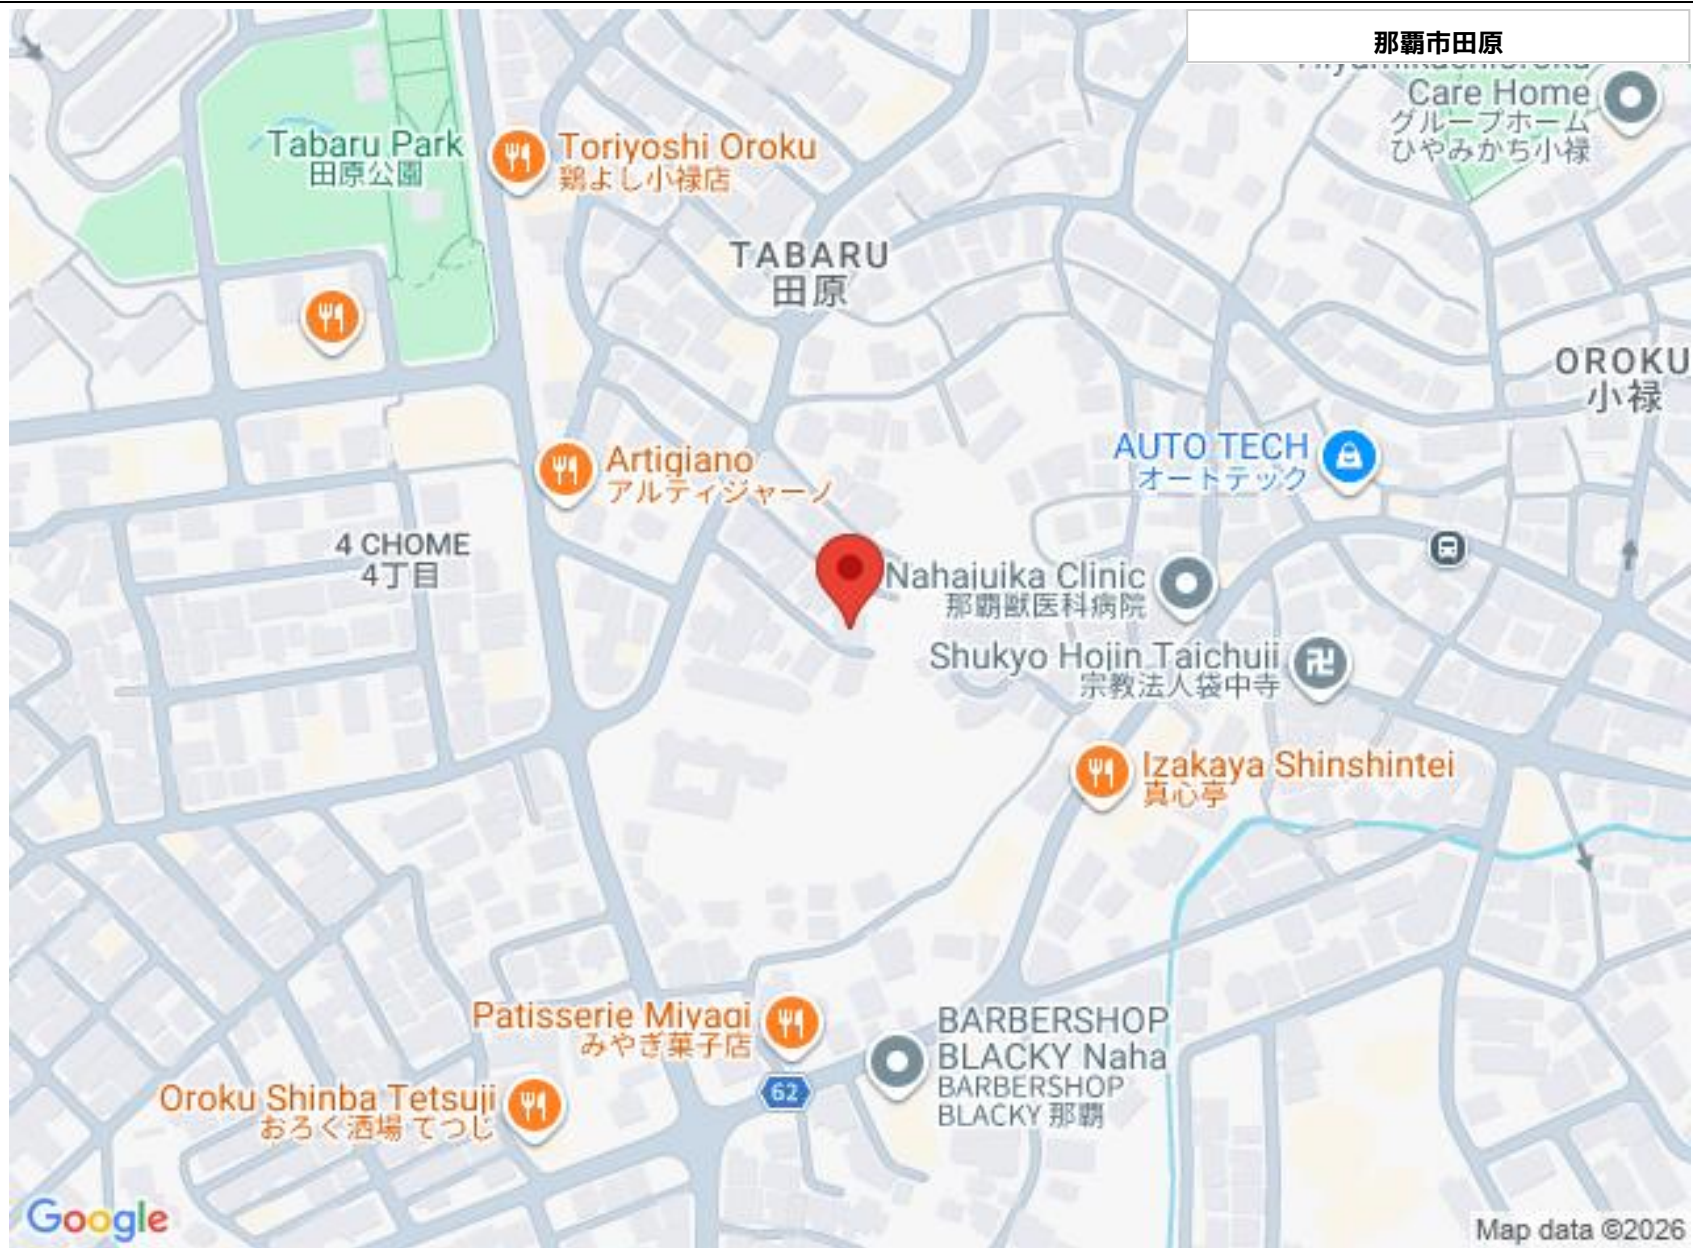 那覇市田原
Care Home
グループホーム
ひやみかち小禄
Tabaru Park
田原公園
Toriyoshi Oroku
鶏よし小禄店
TABARU
田原
OROKU
小禄
AUTO TECH
オートテック
Artigiano
アルティジャーノ
4 CHOME
4丁目
Nahajuika Clinic
那覇獣医科病院
Shukyo Hojin Taichuji
宗教法人袋中寺
Izakaya Shinshintei
真心亭
Patisserie Miyagi
みやぎ菓子店
62
BARBERSHOP
BLACKY Naha
BARBERSHOP
BLACKY 那覇
Oroku Shinba Tetsuji
おろく酒場 てつじ
Google
Map data ©2026